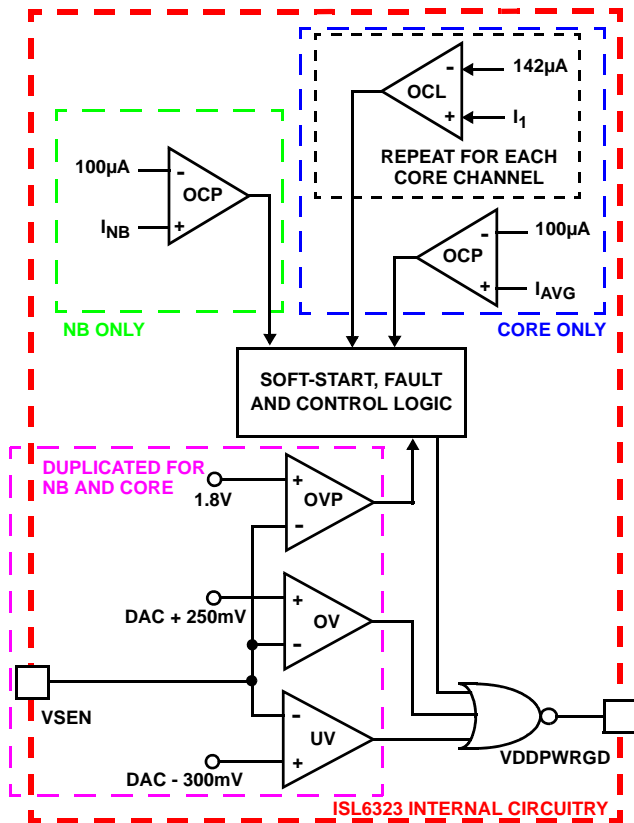 142µA
-
OCL
+
I1
REPEAT FOR EACH
CORE CHANNEL
100µA
-
OCP
INB
+
NB ONLY
100µA
-
OCP
+
IAVG
CORE ONLY
SOFT-START, FAULT
AND CONTROL LOGIC
DUPLICATED FOR
NB AND CORE
+
1.8V
OVP
-
DAC + 250mV
+
OV
-
VSEN
-
UV
+
DAC - 300mV
VDDPWRGD
ISL6323 INTERNAL CIRCUITRY